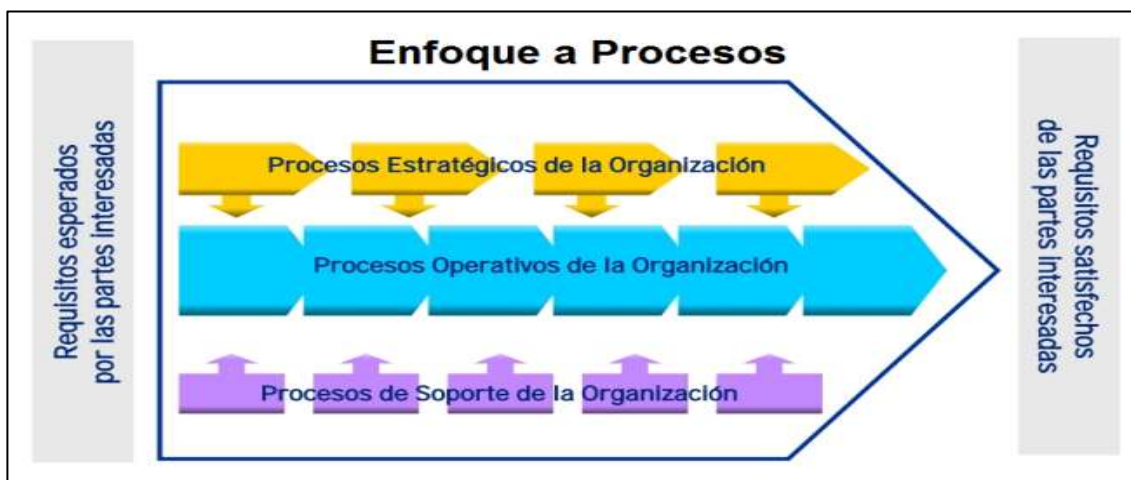 Enfoque a Procesos
Requisitos esperados
por las partes interesadas
Procesos Estratégicos de la Organización
Procesos Operativos de la Organización
Procesos de Soporte de la Organización
Requisitos satisfechos
de las partes interesadas